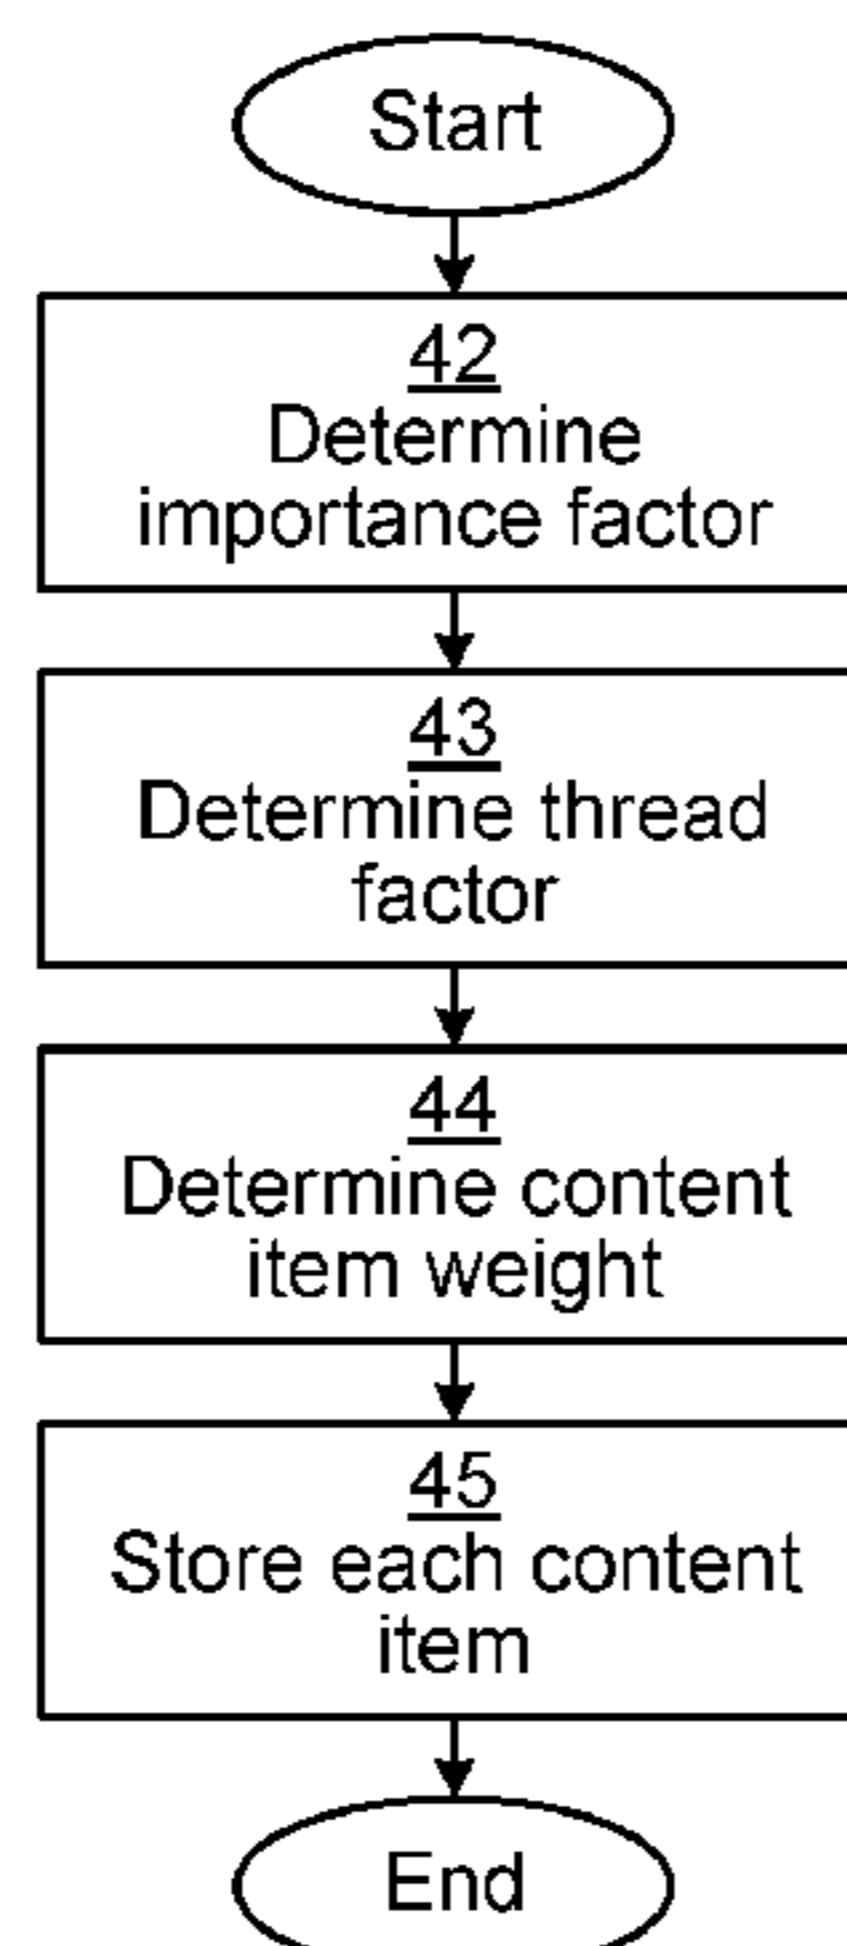 Start
42
Determine
importance factor
43
Determine thread
factor
44
Determine content
item weight
45
Store each content
item
End